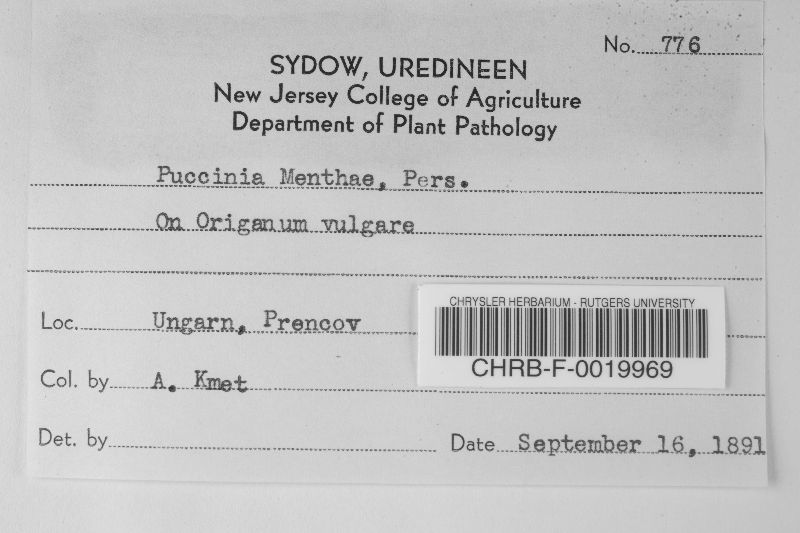 No. 776
SYDOW, UREDINEEN
New Jersey College of Agriculture
Department of Plant Pathology
Puccinia Menthae, Pers.
On Origanum vulgare
Loc. Ungarn, Prencov
CHRYSLER HERBARIUM - RUTGERS UNIVERSITY
CHRB-F-0019969
Col. by A. Kmet
Det. by
Date September 16, 1891